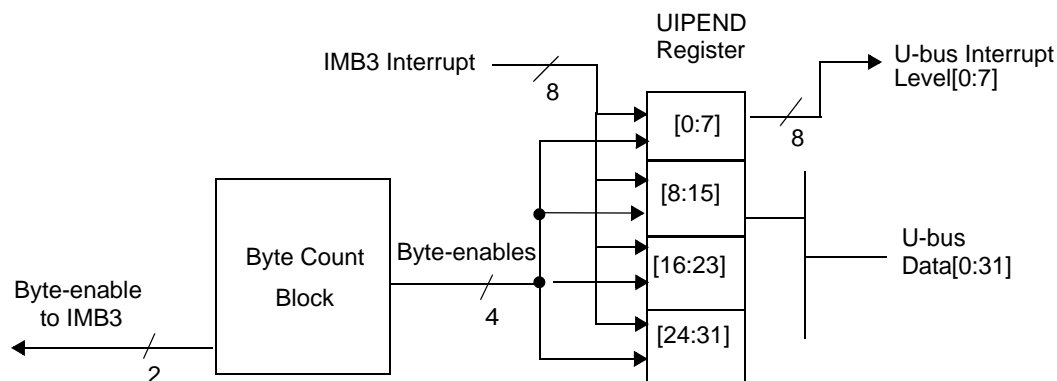 UIPEND
Register
IMB3 Interrupt
8
U-bus Interrupt
Level[0:7]
8
[0:7]
[8:15]
[16:23]
[24:31]
Byte Count
Block
Byte-enables
4
U-bus
Data[0:31]
Byte-enable
to IMB3
2